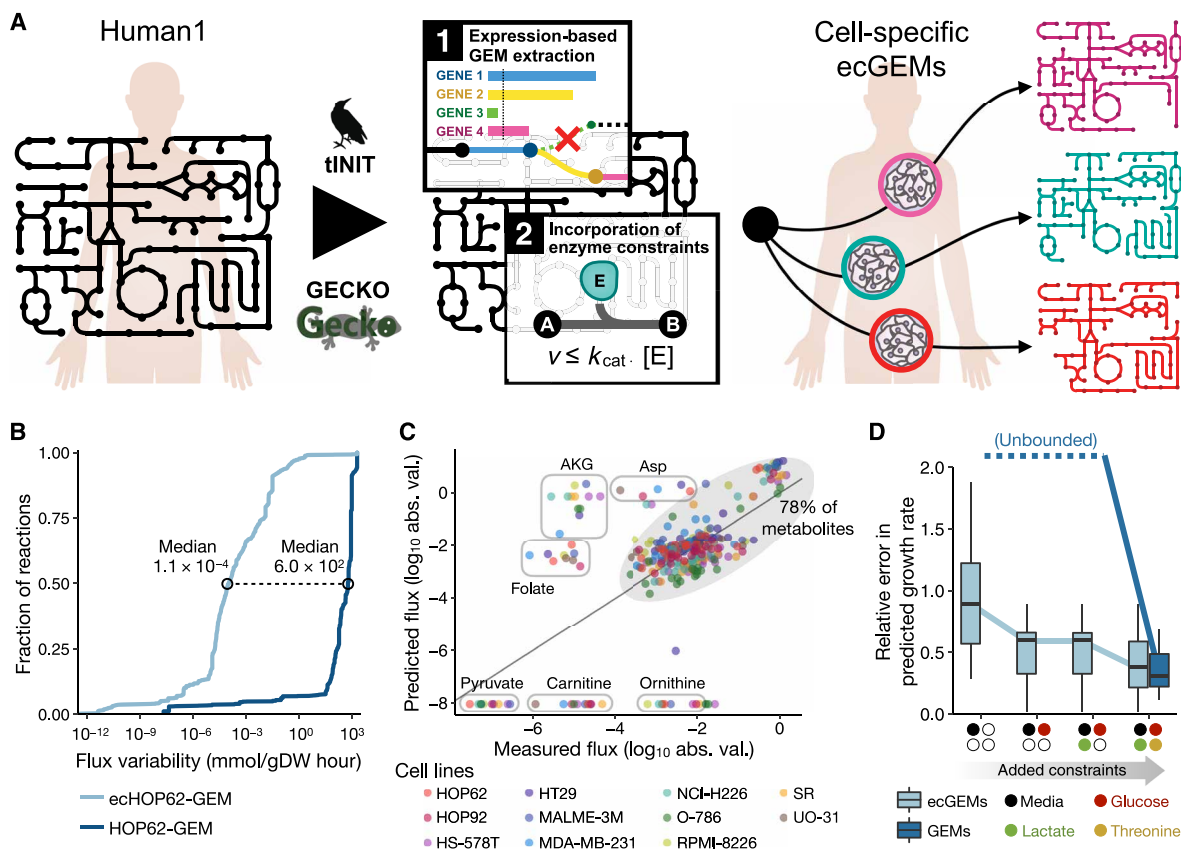 A
Human1
tINIT
GECKO
Gecko
1
Expression-based
GEM extraction
GENE 1
GENE 2
GENE 3
GENE 4
2
Incorporation of
enzyme constraints
E
A
B
v ≤ kcat · [E]
Cell-specific
ecGEMs
B
Fraction of reactions
1.00
0.75
0.50
0.25
0.00
Median
1.1 × 10⁻⁴
Median
6.0 × 10²
10⁻¹² 10⁻⁹ 10⁻⁶ 10⁻³ 10⁰ 10³
Flux variability (mmol/gDW hour)
ecHOP62-GEM
HOP62-GEM
C
Predicted flux (log₁₀ abs. val.)
0
−2
−4
−6
−8
AKG
Asp
Folate
78% of
metabolites
Pyruvate
Carnitine
Ornithine
−6 −4 −2 0
Measured flux (log₁₀ abs. val.)
Cell lines
HOP62
HOP92
HS-578T
HT29
MALME-3M
MDA-MB-231
NCI-H226
O-786
RPMI-8226
SR
UO-31
D
(Unbounded)
Relative error in
predicted growth rate
2.0
1.5
1.0
0.5
0.0
Added constraints
ecGEMs
GEMs
Media
Glucose
Lactate
Threonine